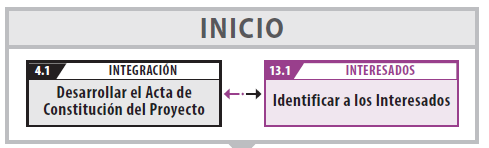 INICIO
4.1 INTEGRACIÓN
Desarrollar el Acta de
Constitución del Proyecto
13.1 INTERESADOS
Identificar a los Interesados